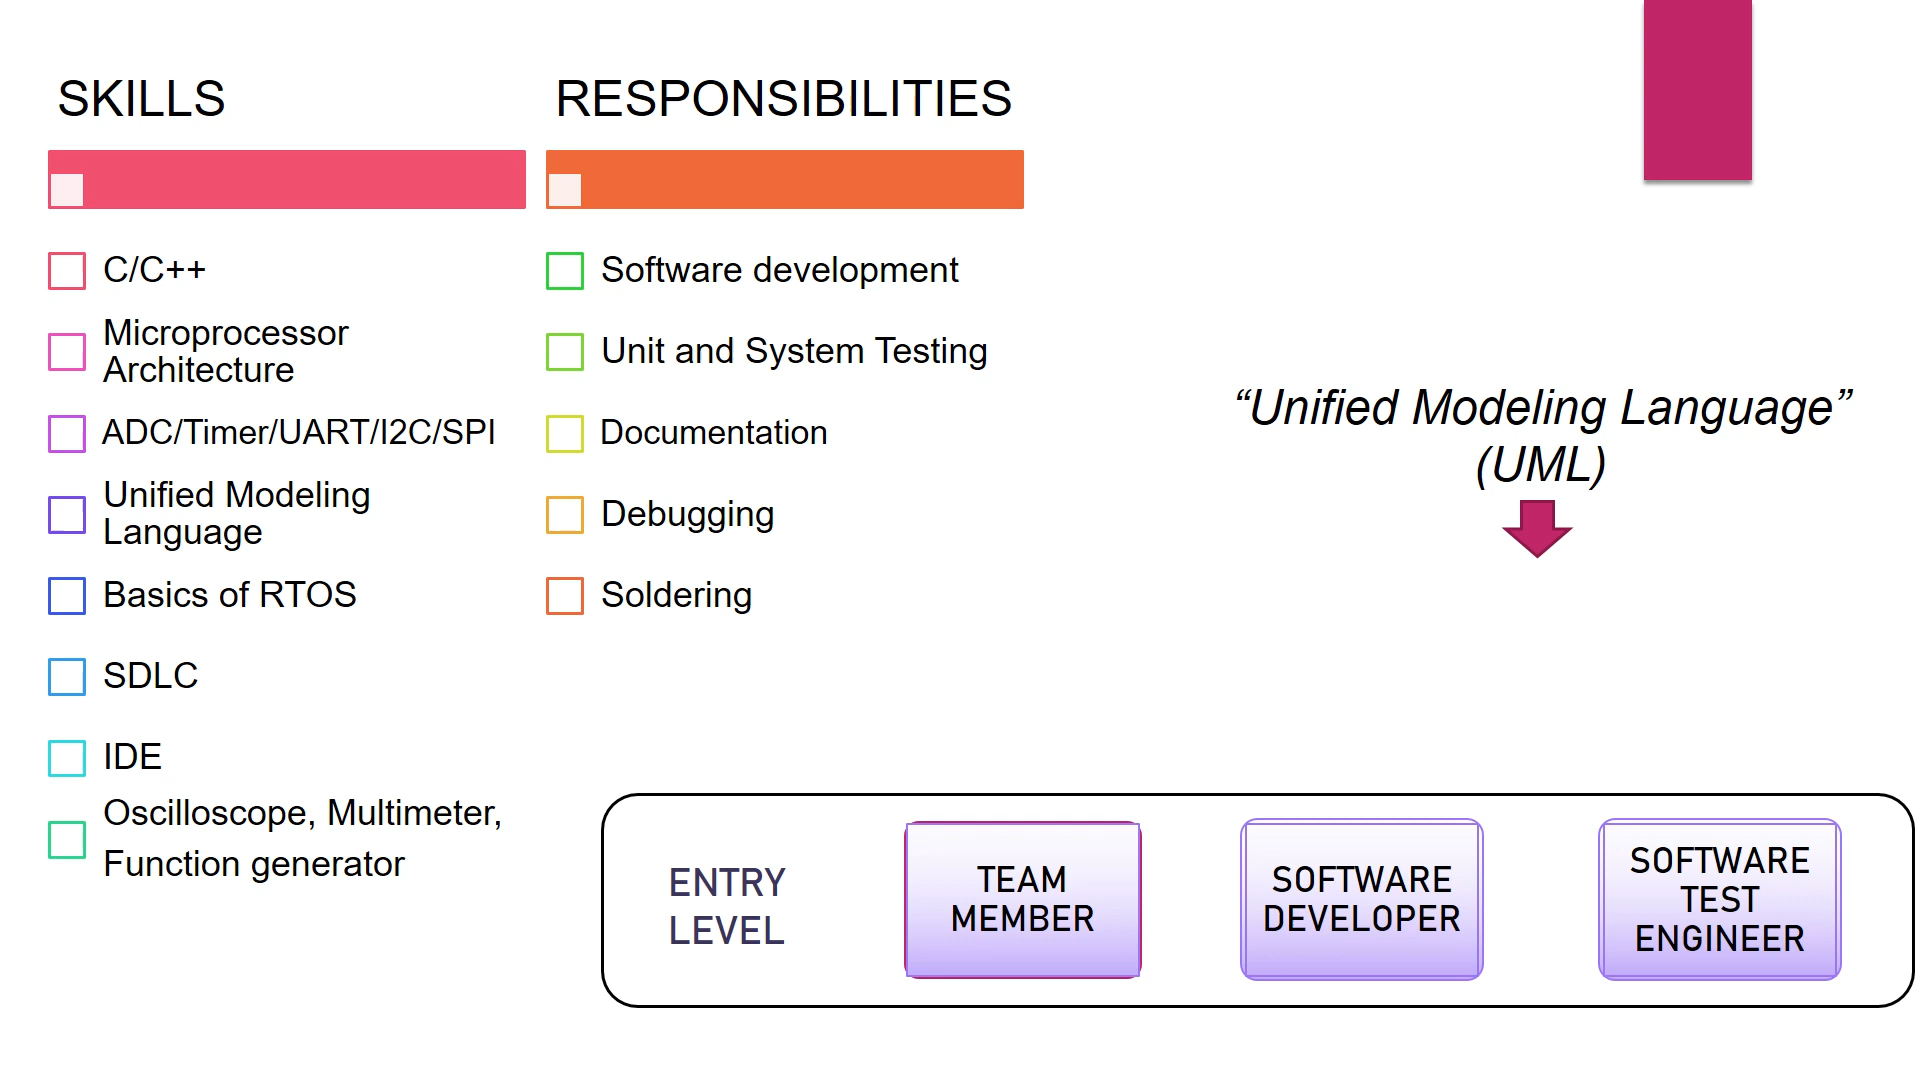 SKILLS
C/C++
Microprocessor
Architecture
ADC/Timer/UART/I2C/SPI
Unified Modeling
Language
Basics of RTOS
SDLC
IDE
Oscilloscope, Multimeter,
Function generator
RESPONSIBILITIES
Software development
Unit and System Testing
Documentation
Debugging
Soldering
“Unified Modeling Language”
(UML)
ENTRY
LEVEL
TEAM
MEMBER
SOFTWARE
DEVELOPER
SOFTWARE
TEST
ENGINEER